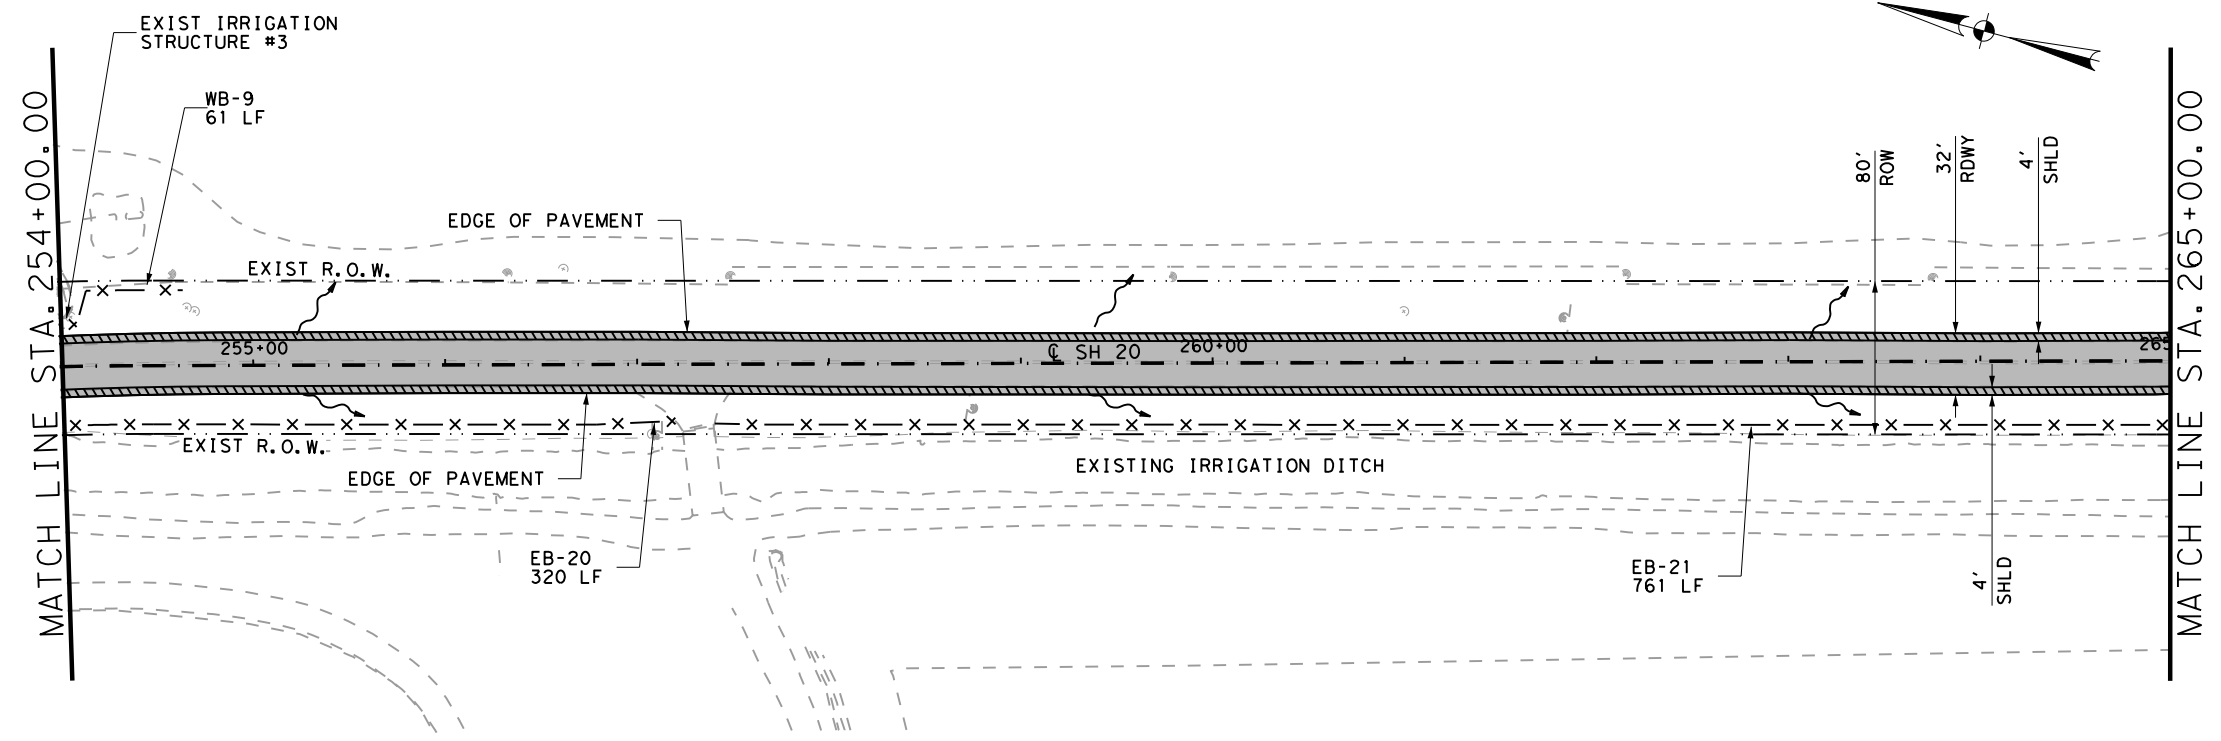 EXIST IRRIGATION
STRUCTURE #3
WB-9
61 LF
MATCH LINE STA. 254+00.00
EDGE OF PAVEMENT
EXIST R.O.W.
80'
ROW
32'
RDWY
4'
SHLD
MATCH LINE STA. 265+00.00
255+00
℄ SH 20
260+00
265
EXIST R.O.W.
EDGE OF PAVEMENT
EXISTING IRRIGATION DITCH
EB-20
320 LF
EB-21
761 LF
4'
SHLD